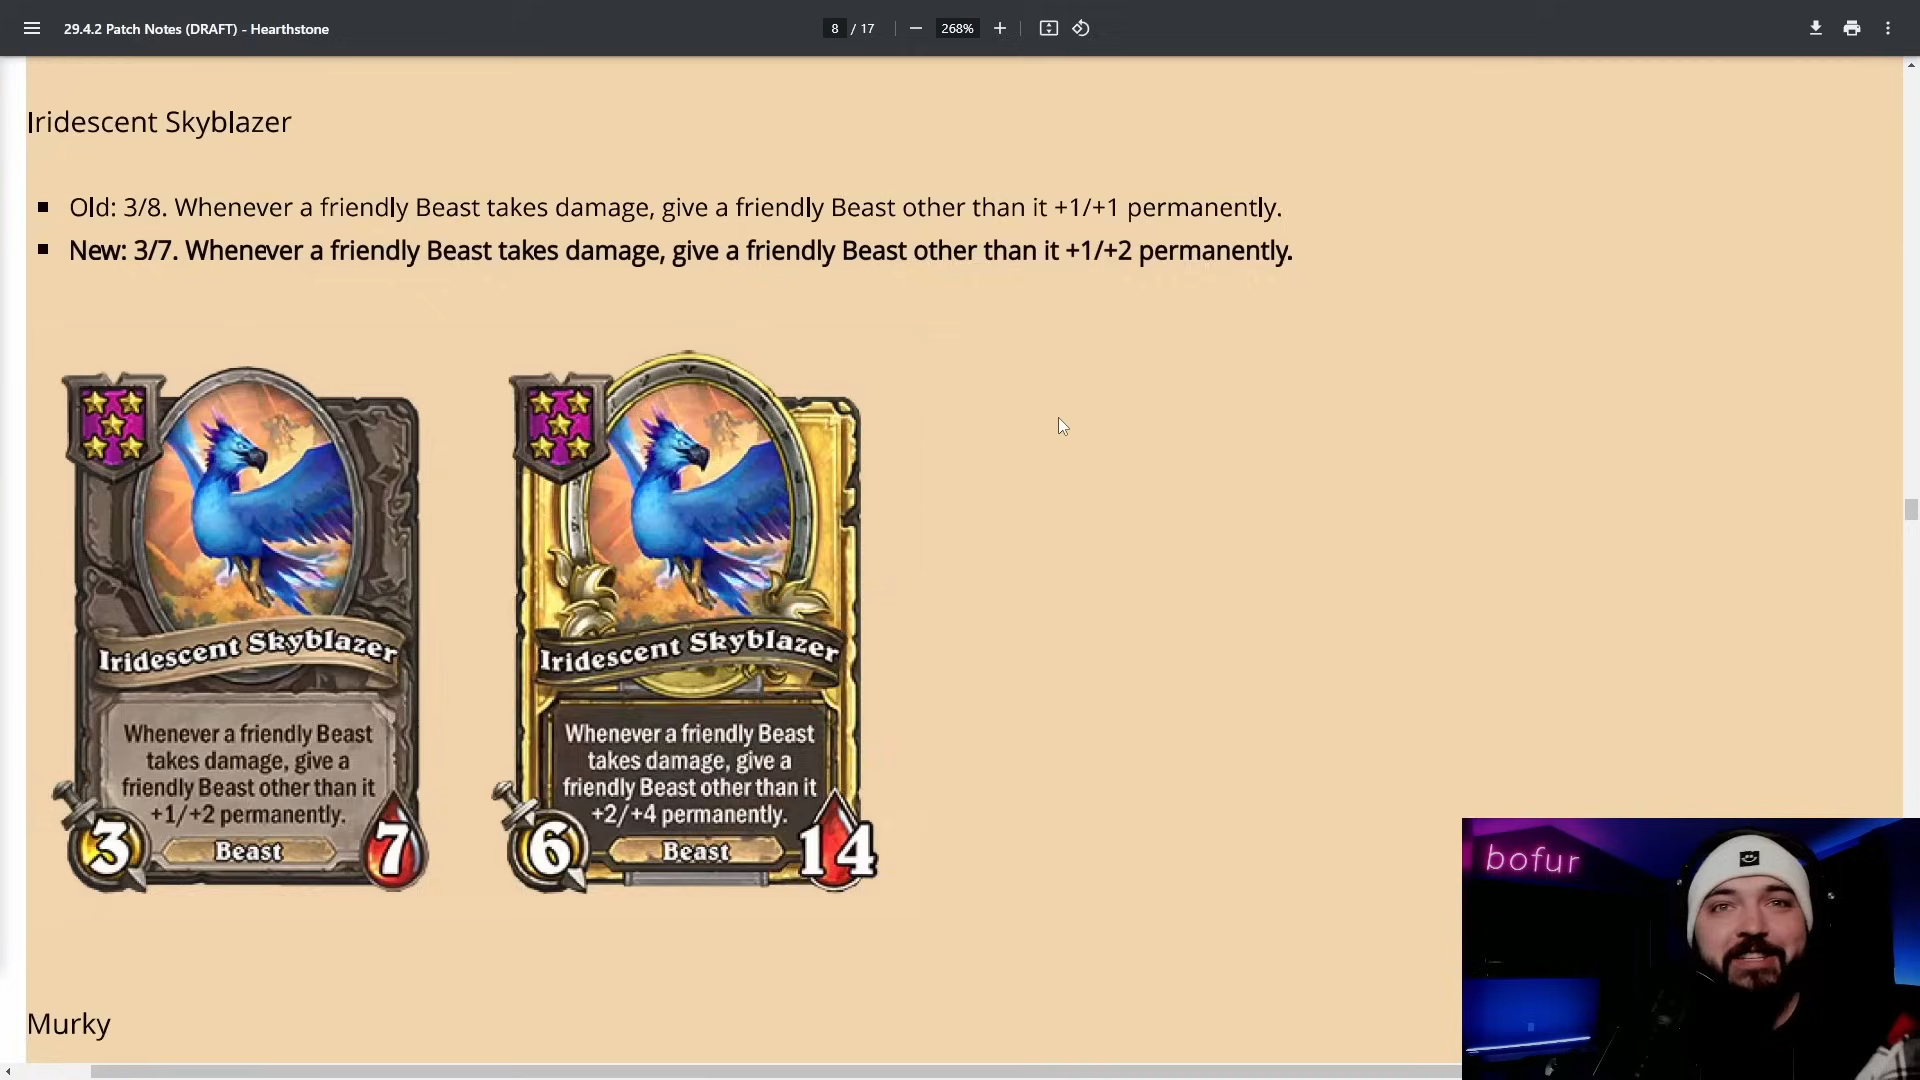 29.4.2 Patch Notes (DRAFT) - Hearthstone
8 / 17
268%
Iridescent Skyblazer
Old: 3/8. Whenever a friendly Beast takes damage, give a friendly Beast other than it +1/+1 permanently.
New: 3/7. Whenever a friendly Beast takes damage, give a friendly Beast other than it +1/+2 permanently.
Iridescent Skyblazer
Whenever a friendly Beast
takes damage, give a
friendly Beast other than it
+1/+2 permanently.
3
Beast
7
Iridescent Skyblazer
Whenever a friendly Beast
takes damage, give a
friendly Beast other than it
+2/+4 permanently.
6
Beast
14
Murky
bofur